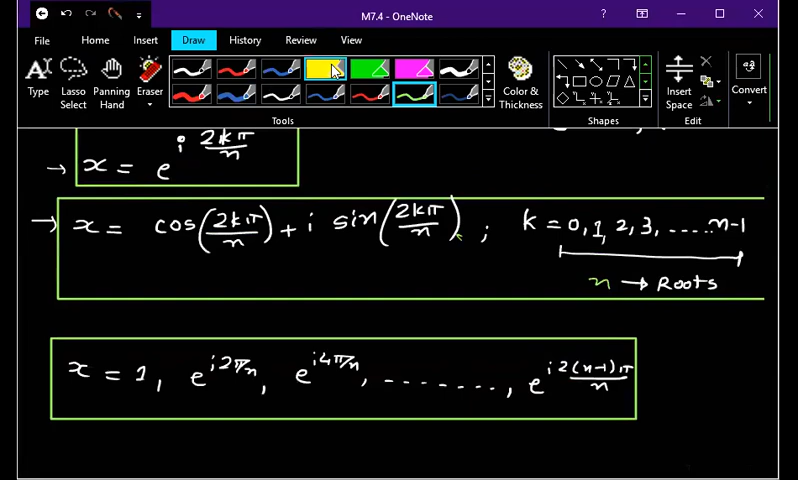 M7.4 - OneNote
?
File Home Insert Draw History Review View
Type Lasso Select Panning Hand Eraser Color & Thickness Insert Space Convert
Tools Shapes Edit
→ x = e^{i 2kπ/n}
→ x = cos(2kπ/n) + i sin(2kπ/n) ; k = 0, 1, 2, 3, ..... n-1
n → Roots
x = 1, e^{i2π/n}, e^{i4π/n}, - - - - - - -, e^{i 2(n-1)π/n}